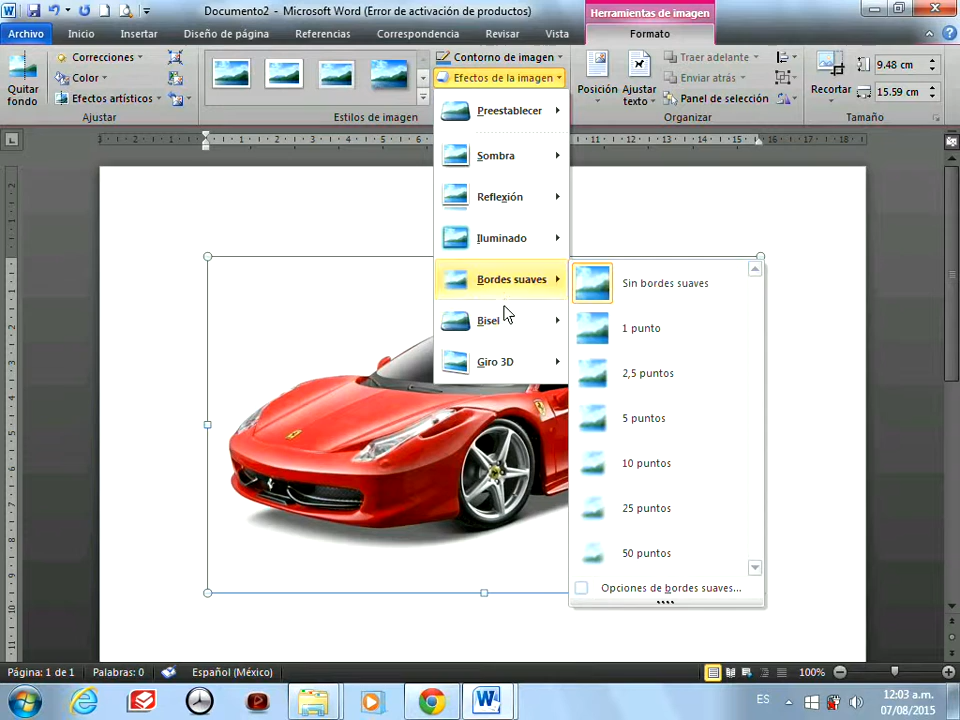 Documento2 - Microsoft Word (Error de activación de productos)
Herramientas de imagen
Archivo Inicio Insertar Diseño de página Referencias Correspondencia Revisar Vista Formato
Quitar fondo
Correcciones
Color
Efectos artísticos
Ajustar
Estilos de imagen
Contorno de imagen
Efectos de la imagen
Posición
Ajustar texto
Traer adelante
Enviar atrás
Panel de selección
Organizar
Recortar
9.48 cm
15.59 cm
Tamaño
Preestablecer
Sombra
Reflexión
Iluminado
Bordes suaves
Bisel
Giro 3D
Sin bordes suaves
1 punto
2,5 puntos
5 puntos
10 puntos
25 puntos
50 puntos
Opciones de bordes suaves...
Página: 1 de 1 Palabras: 0 Español (México) 100%
ES
12:03 a.m.
07/08/2015